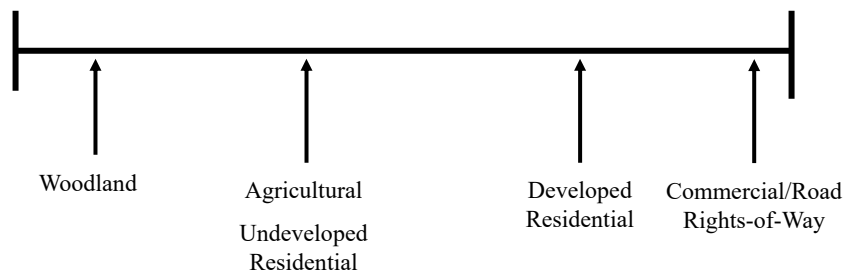 Woodland
Agricultural
Undeveloped
Residential
Developed
Residential
Commercial/Road
Rights-of-Way